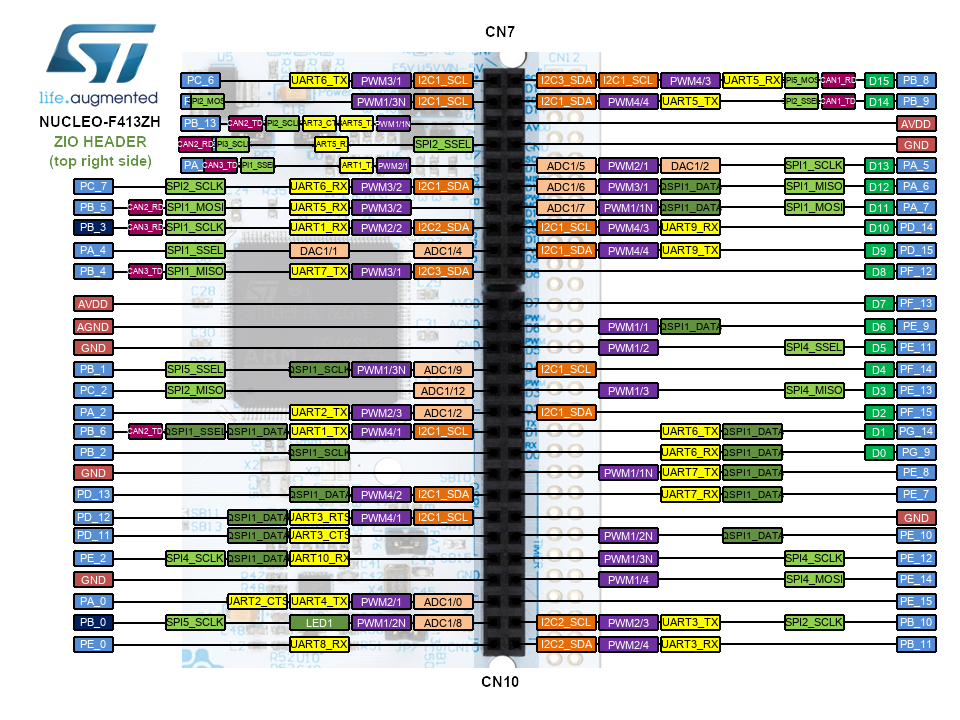 CN7
life.augmented
NUCLEO-F413ZH
ZIO HEADER
(top right side)
PC_6 UART6_TX PWM3/1 I2C1_SCL I2C3_SDA I2C1_SCL PWM4/3 UART5_RX CAN1_RD D15 PB_8
PWM1/3N I2C1_SCL I2C1_SDA PWM4/4 UART5_TX SPI2_SSE CAN1_TD D14 PB_9
PB_13 CAN2_TD SPI2_SCL ART3_CT UART5_T PWM1/1N AVDD
CAN2_RD SPI3_SCL ART5_R SPI2_SSEL GND
PA_ CAN3_TD SPI1_SSE ART1_T PWM2/1 ADC1/5 PWM2/1 DAC1/2 SPI1_SCLK D13 PA_5
PC_7 SPI2_SCLK UART6_RX PWM3/2 I2C1_SDA ADC1/6 PWM3/1 QSPI1_DATA SPI1_MISO D12 PA_6
PB_5 CAN2_RD SPI1_MOSI UART5_RX PWM3/2 ADC1/7 PWM1/1N QSPI1_DATA SPI1_MOSI D11 PA_7
PB_3 CAN3_RD SPI1_SCLK UART1_RX PWM2/2 I2C2_SDA I2C1_SCL PWM4/3 UART9_RX D10 PD_14
PA_4 SPI1_SSEL DAC1/1 ADC1/4 I2C1_SDA PWM4/4 UART9_TX D9 PD_15
PB_4 CAN3_TD SPI1_MISO UART7_TX PWM3/1 I2C3_SDA D8 PF_12
AVDD D7 PF_13
AGND PWM1/1 QSPI1_DATA D6 PE_9
GND PWM1/2 SPI4_SSEL D5 PE_11
PB_1 SPI5_SSEL QSPI1_SCLK PWM1/3N ADC1/9 I2C1_SCL D4 PF_14
PC_2 SPI2_MISO ADC1/12 PWM1/3 SPI4_MISO D3 PE_13
PA_2 UART2_TX PWM2/3 ADC1/2 I2C1_SDA D2 PF_15
PB_6 CAN2_TD QSPI1_SSEL QSPI1_DATA UART1_TX PWM4/1 I2C1_SCL UART6_TX QSPI1_DATA D1 PG_14
PB_2 QSPI1_SCLK UART6_RX QSPI1_DATA D0 PG_9
GND PWM1/1N UART7_TX QSPI1_DATA PE_8
PD_13 QSPI1_DATA PWM4/2 I2C1_SDA UART7_RX QSPI1_DATA PE_7
PD_12 QSPI1_DATA UART3_RTS PWM4/1 I2C1_SCL GND
PD_11 QSPI1_DATA UART3_CTS PWM1/2N QSPI1_DATA PE_10
PE_2 SPI4_SCLK QSPI1_DATA UART10_RX PWM1/3N SPI4_SCLK PE_12
GND PWM1/4 SPI4_MOSI PE_14
PA_0 UART2_CTS UART4_TX PWM2/1 ADC1/0 PE_15
PB_0 SPI5_SCLK LED1 PWM1/2N ADC1/8 I2C2_SCL PWM2/3 UART3_TX SPI2_SCLK PB_10
PE_0 UART8_RX I2C2_SDA PWM2/4 UART3_RX PB_11
CN10